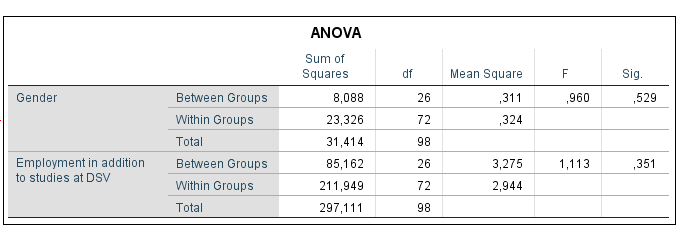 ANOVA
Sum of Squares df Mean Square F Sig.
Gender Between Groups 8,088 26 ,311 ,960 ,529
Within Groups 23,326 72 ,324
Total 31,414 98
Employment in addition to studies at DSV Between Groups 85,162 26 3,275 1,113 ,351
Within Groups 211,949 72 2,944
Total 297,111 98